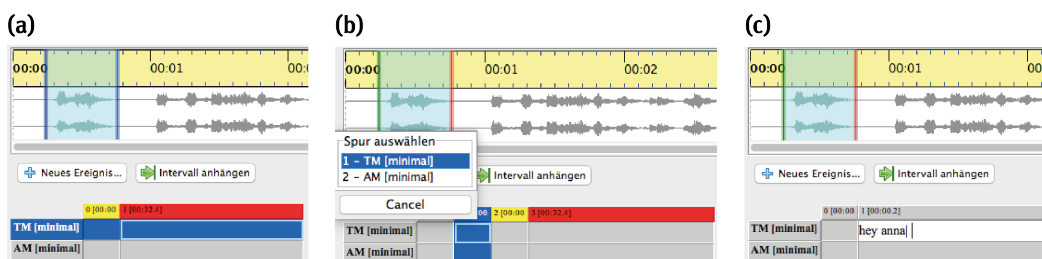 (a)
00:00 00:01 00:0
Neues Ereignis... Intervall anhängen
0 [00:00 1 [00:32.4]
TM [minimal]
AM [minimal]
(b)
00:00 00:01 00:02
Spur auswählen
1 - TM [minimal]
2 - AM [minimal]
Intervall anhängen
Cancel
00 2 [00:00 3 [00:32.4]
TM [minimal]
AM [minimal]
(c)
00:00 00:01 00
Neues Ereignis... Intervall anhängen
0 [00:00 1 [00:00.2]
TM [minimal] hey anna
AM [minimal]